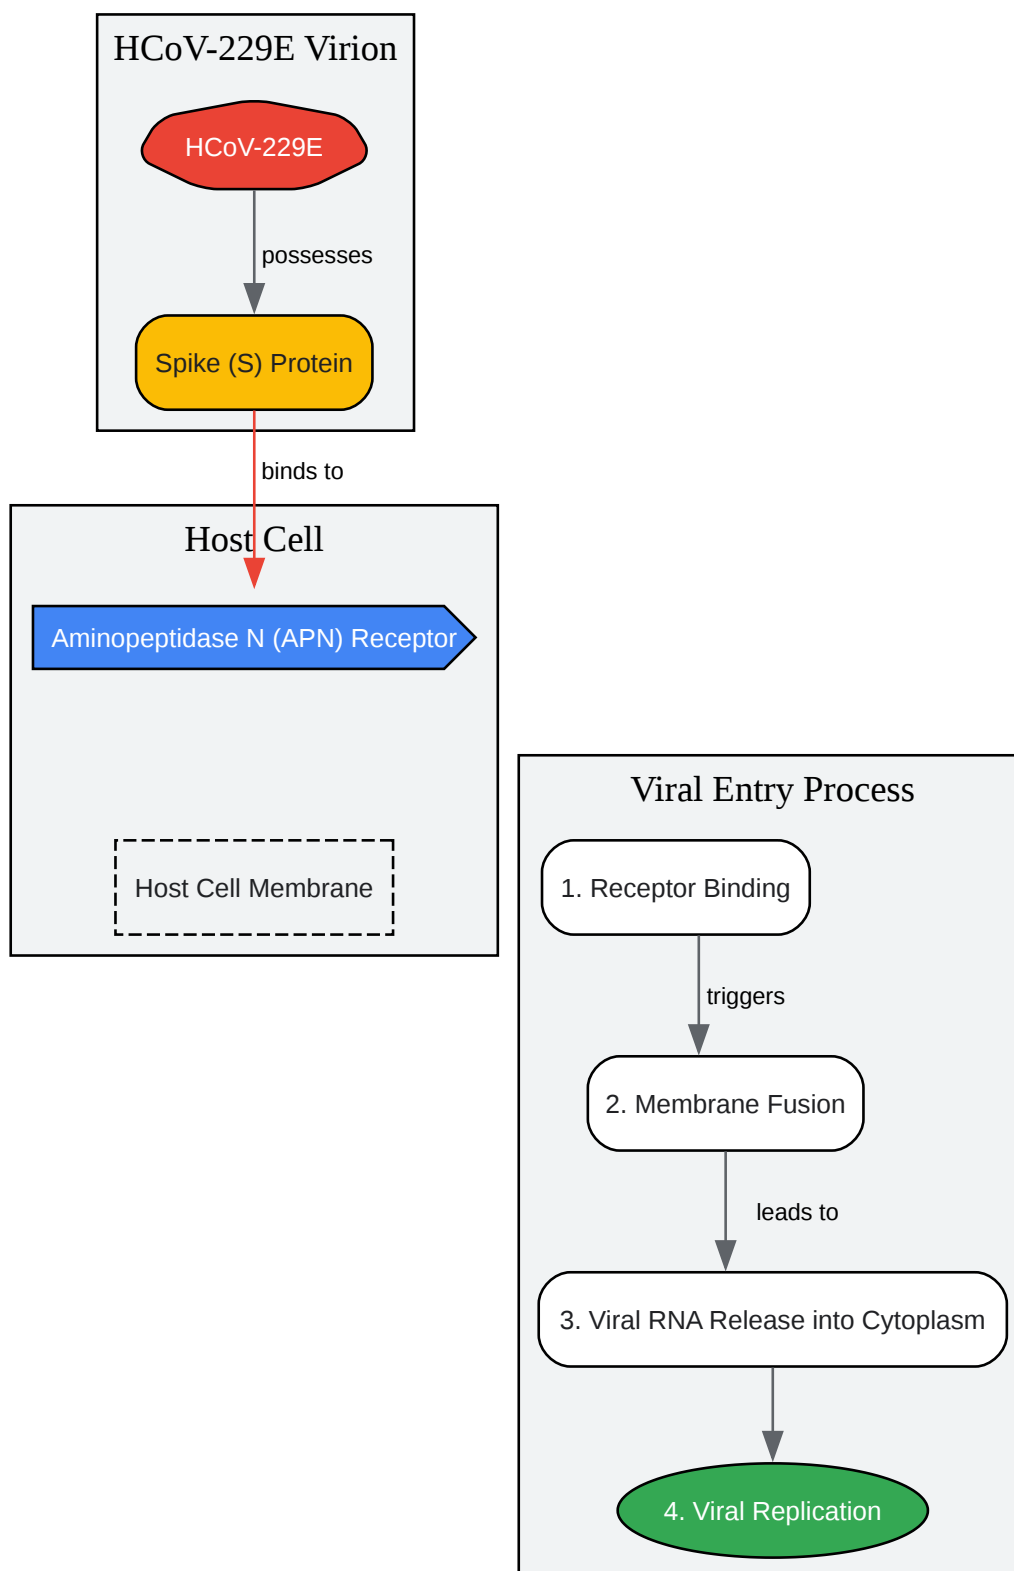 HCoV-229E Virion
HCoV-229E
possesses
Spike (S) Protein
binds to
Host Cell
Aminopeptidase N (APN) Receptor
Host Cell Membrane
Viral Entry Process
1. Receptor Binding
triggers
2. Membrane Fusion
leads to
3. Viral RNA Release into Cytoplasm
4. Viral Replication